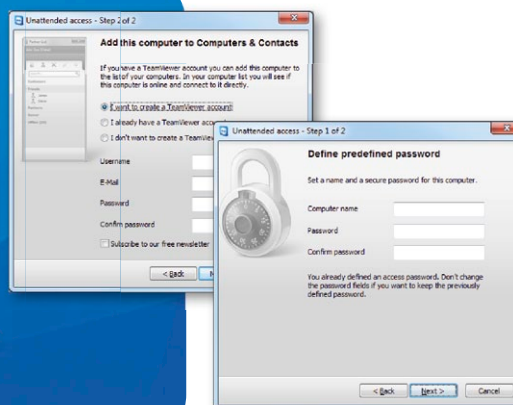 Unattended access - Step 2 of 2
Add this computer to Computers & Contacts
If you have a TeamViewer account you can add this computer to
the list of your computers. In your computer list you will see if
this computer is online and connect to it directly.
I want to create a TeamViewer account
I already have a TeamViewer
I don't want to create a
Username
E-Mail
Password
Confirm password
Subscribe to our free newsletter
< Back
Unattended access - Step 1 of 2
Define predefined password
Set a name and a secure password for this computer.
Computer name
Password
Confirm password
You already defined an access password. Don't change
the password fields if you want to keep the previously
defined password.
< Back Next > Cancel